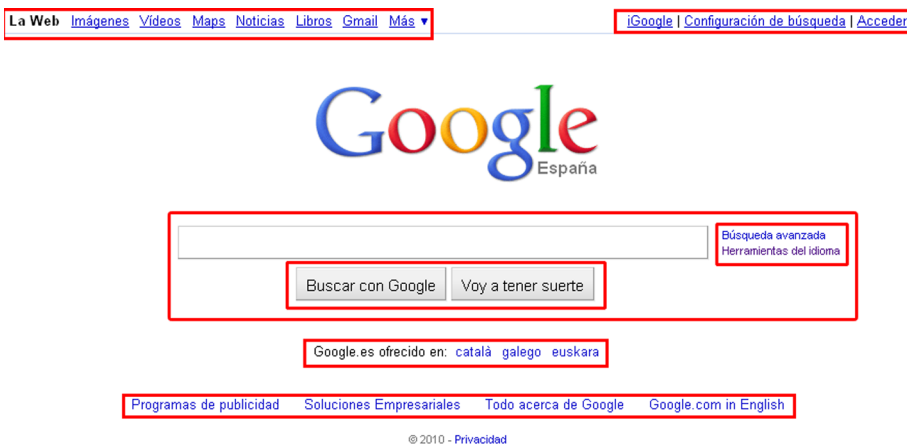 La Web Imágenes Vídeos Maps Noticias Libros Gmail Más ▼ iGoogle | Configuración de búsqueda | Acceder
Google
España
Búsqueda avanzada
Herramientas del idioma
Buscar con Google Voy a tener suerte
Google.es ofrecido en: català galego euskara
Programas de publicidad Soluciones Empresariales Todo acerca de Google Google.com in English
© 2010 - Privacidad